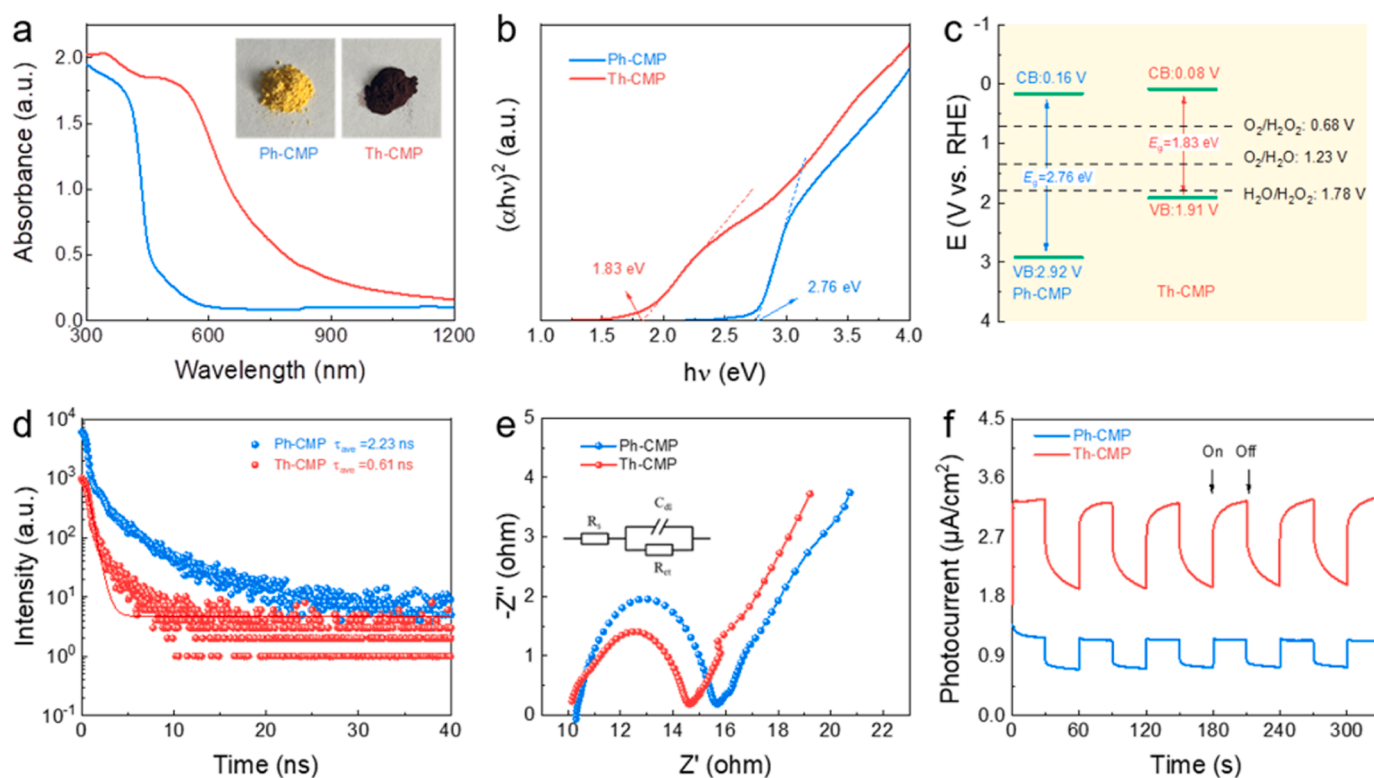 a
Absorbance (a.u.)
2.0
1.5
1.0
0.5
0.0
300
600
900
1200
Wavelength (nm)
Ph-CMP
Th-CMP
b
(αhν)² (a.u.)
Ph-CMP
Th-CMP
1.83 eV
2.76 eV
1.0
1.5
2.0
2.5
3.0
3.5
4.0
hν (eV)
c
E (V vs. RHE)
-1
0
1
2
3
4
CB:0.16 V
CB:0.08 V
O₂/H₂O₂: 0.68 V
Eg=1.83 eV
O₂/H₂O: 1.23 V
Eg=2.76 eV
H₂O/H₂O₂: 1.78 V
VB:1.91 V
VB:2.92 V
Ph-CMP
Th-CMP
d
Intensity (a.u.)
10⁴
10³
10²
10¹
10⁰
10⁻¹
Ph-CMP τave =2.23 ns
Th-CMP τave =0.61 ns
0
10
20
30
40
Time (ns)
e
-Z'' (ohm)
5
4
3
2
1
0
Ph-CMP
Th-CMP
Rs
Cdl
Rct
10
12
14
16
18
20
22
Z' (ohm)
f
Photocurrent (μA/cm²)
4.5
3.6
2.7
1.8
0.9
0.0
Ph-CMP
Th-CMP
On
Off
0
60
120
180
240
300
Time (s)